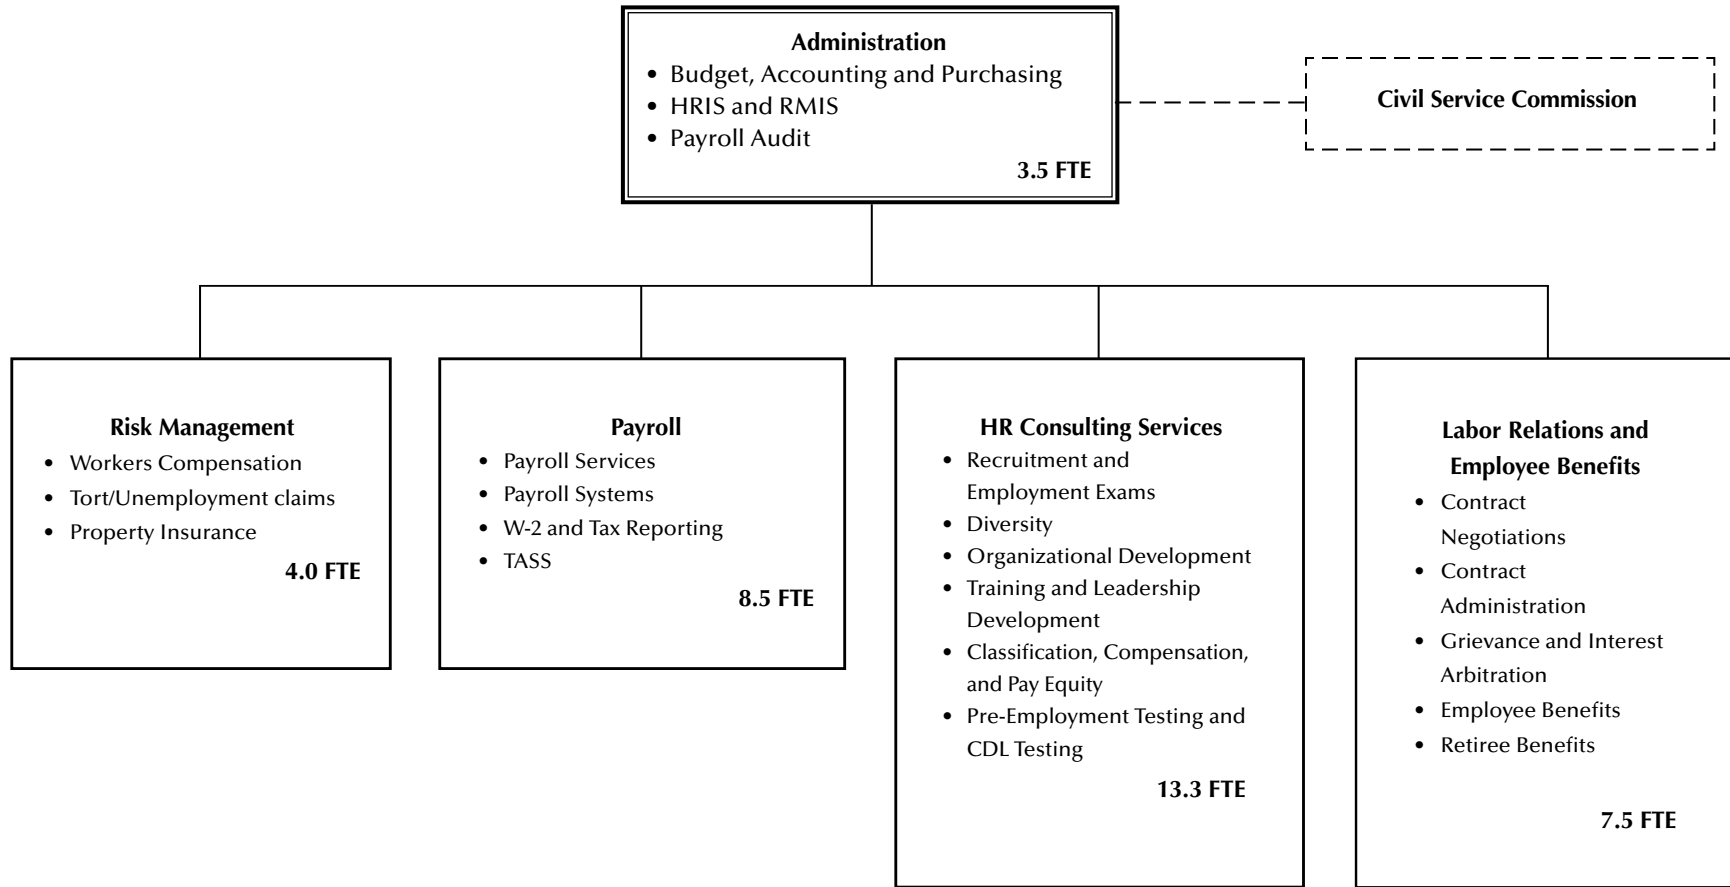 Administration
• Budget, Accounting and Purchasing
• HRIS and RMIS
• Payroll Audit
3.5 FTE
Civil Service Commission
Risk Management
• Workers Compensation
• Tort/Unemployment claims
• Property Insurance
4.0 FTE
Payroll
• Payroll Services
• Payroll Systems
• W-2 and Tax Reporting
• TASS
8.5 FTE
HR Consulting Services
• Recruitment and
Employment Exams
• Diversity
• Organizational Development
• Training and Leadership
Development
• Classification, Compensation,
and Pay Equity
• Pre-Employment Testing and
CDL Testing
13.3 FTE
Labor Relations and
Employee Benefits
• Contract
Negotiations
• Contract
Administration
• Grievance and Interest
Arbitration
• Employee Benefits
• Retiree Benefits
7.5 FTE